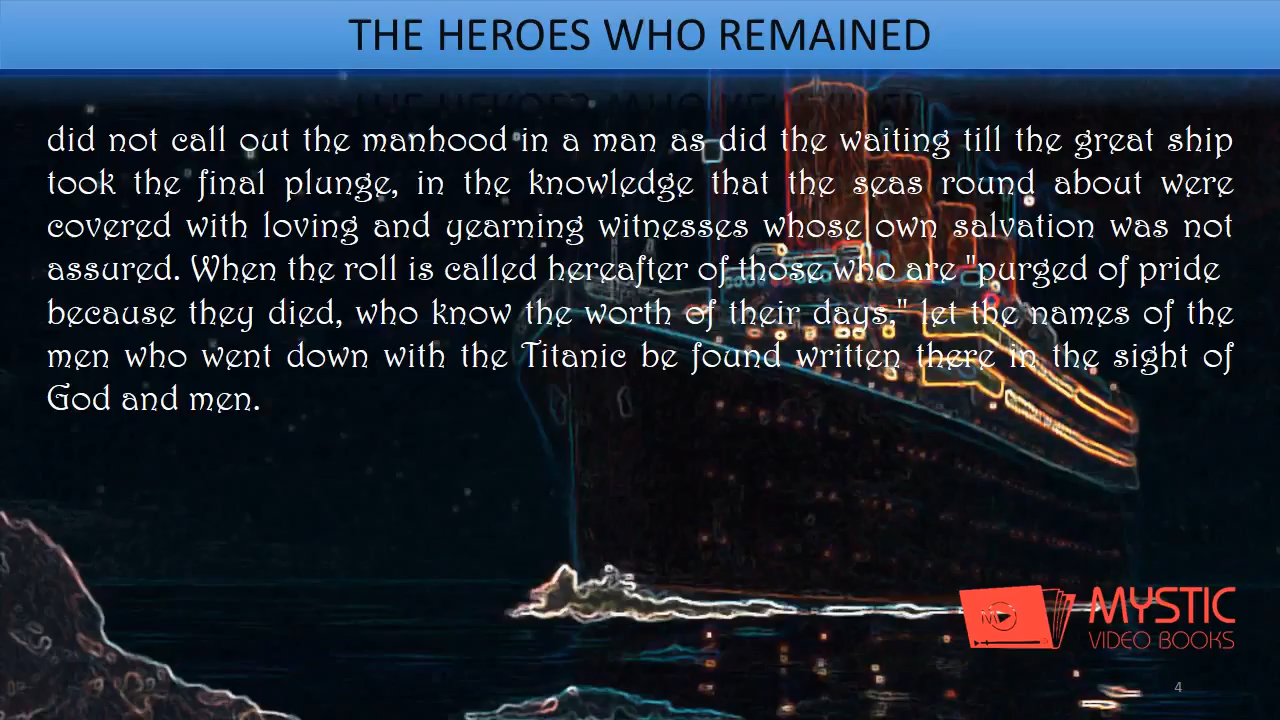 THE HEROES WHO REMAINED
did not call out the manhood in a man as did the waiting till the great ship
took the final plunge, in the knowledge that the seas round about were
covered with loving and yearning witnesses whose own salvation was not
assured. When the roll is called hereafter of those who are "purged of pride
because they died, who know the worth of their days," let the names of the
men who went down with the Titanic be found written there in the sight of
God and men.
MYSTIC
VIDEO BOOKS
4